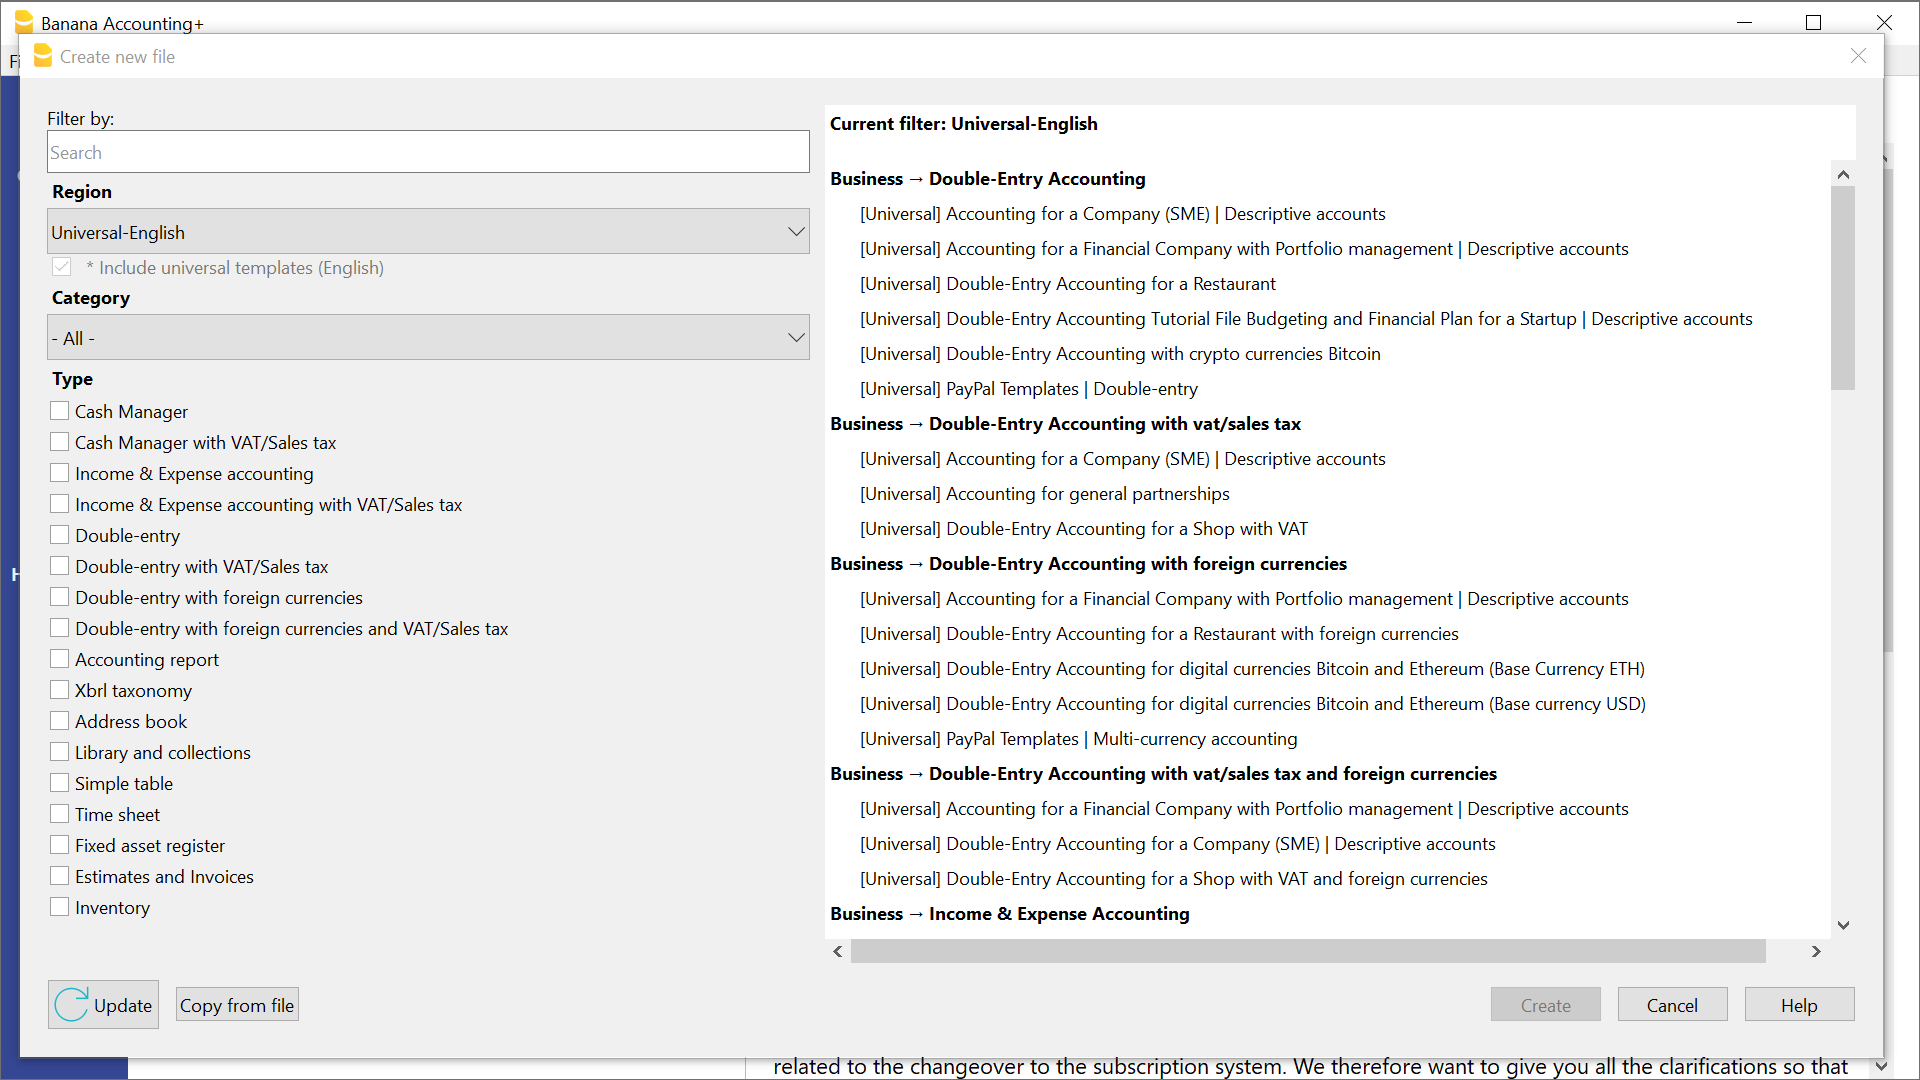 Banana Accounting+
Fi
Create new file
Filter by:
Search
Region
Universal-English
* Include universal templates (English)
Category
- All -
Type
Cash Manager
Cash Manager with VAT/Sales tax
Income & Expense accounting
Income & Expense accounting with VAT/Sales tax
Double-entry
Double-entry with VAT/Sales tax
Double-entry with foreign currencies
Double-entry with foreign currencies and VAT/Sales tax
Accounting report
Xbrl taxonomy
Address book
Library and collections
Simple table
Time sheet
Fixed asset register
Estimates and Invoices
Inventory
Update
Copy from file
Current filter: Universal-English
Business → Double-Entry Accounting
[Universal] Accounting for a Company (SME) | Descriptive accounts
[Universal] Accounting for a Financial Company with Portfolio management | Descriptive accounts
[Universal] Double-Entry Accounting for a Restaurant
[Universal] Double-Entry Accounting Tutorial File Budgeting and Financial Plan for a Startup | Descriptive accounts
[Universal] Double-Entry Accounting with crypto currencies Bitcoin
[Universal] PayPal Templates | Double-entry
Business → Double-Entry Accounting with vat/sales tax
[Universal] Accounting for a Company (SME) | Descriptive accounts
[Universal] Accounting for general partnerships
[Universal] Double-Entry Accounting for a Shop with VAT
Business → Double-Entry Accounting with foreign currencies
[Universal] Accounting for a Financial Company with Portfolio management | Descriptive accounts
[Universal] Double-Entry Accounting for a Restaurant with foreign currencies
[Universal] Double-Entry Accounting for digital currencies Bitcoin and Ethereum (Base Currency ETH)
[Universal] Double-Entry Accounting for digital currencies Bitcoin and Ethereum (Base currency USD)
[Universal] PayPal Templates | Multi-currency accounting
Business → Double-Entry Accounting with vat/sales tax and foreign currencies
[Universal] Accounting for a Financial Company with Portfolio management | Descriptive accounts
[Universal] Double-Entry Accounting for a Company (SME) | Descriptive accounts
[Universal] Double-Entry Accounting for a Shop with VAT and foreign currencies
Business → Income & Expense Accounting
Create
Cancel
Help
related to the changeover to the subscription system. We therefore want to give you all the clarifications so that